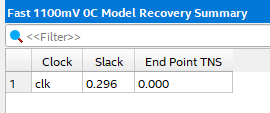 Fast 1100mV 0C Model Recovery Summary
<<Filter>>
Clock Slack End Point TNS
1 clk 0.296 0.000